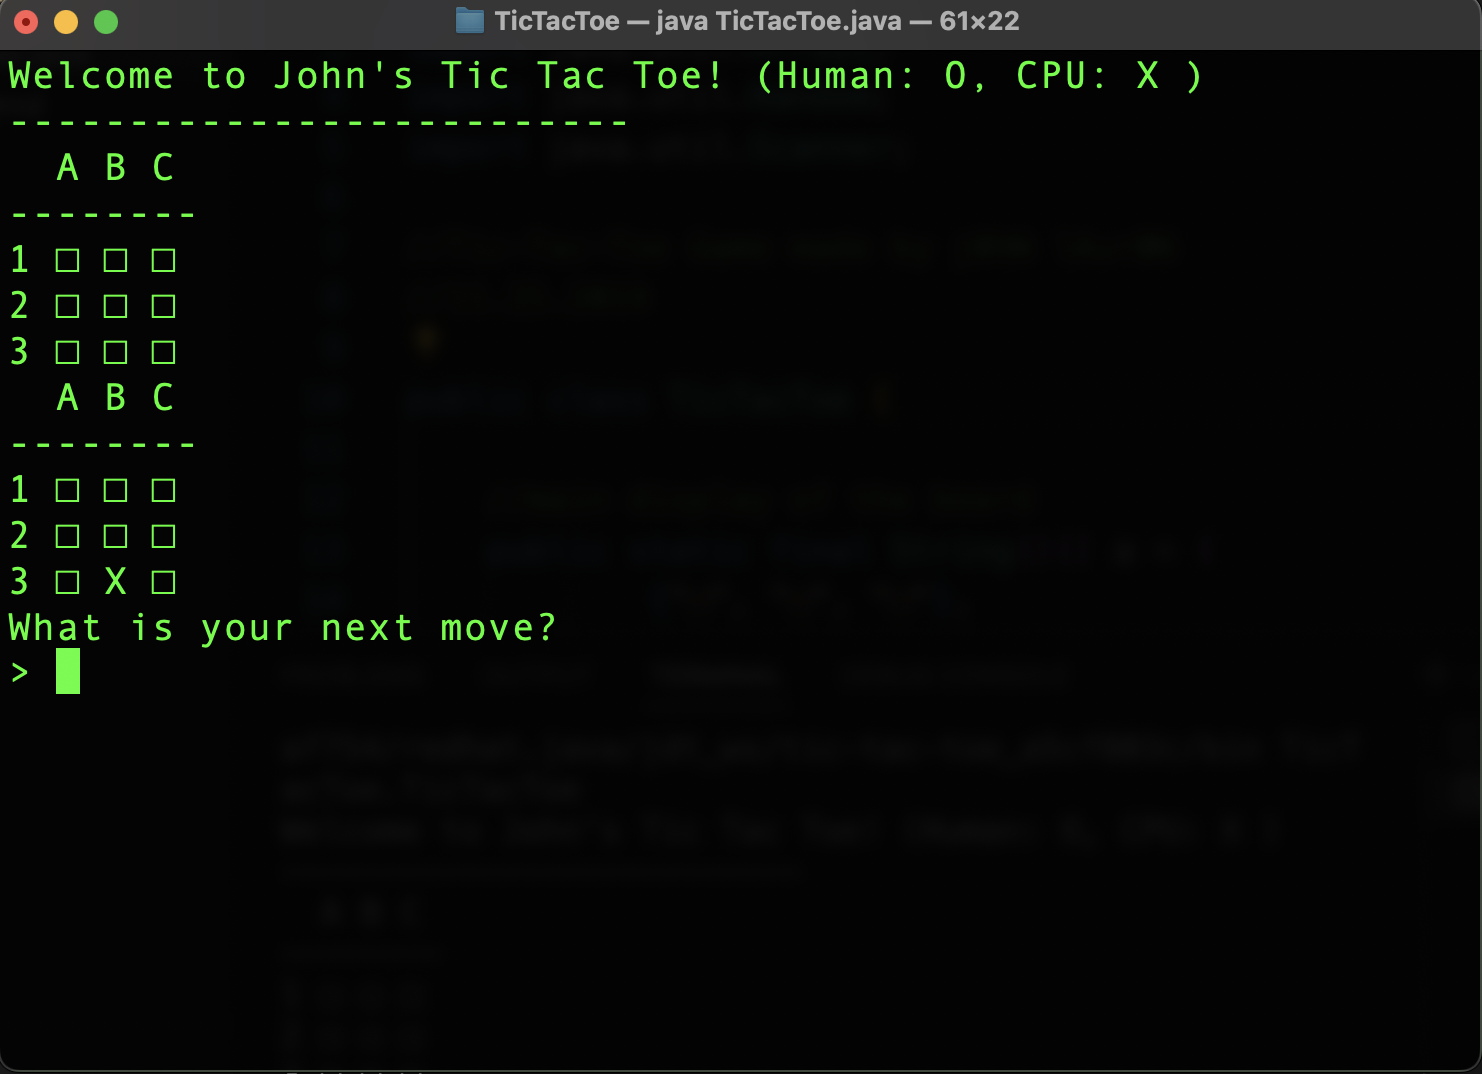 TicTacToe — java TicTacToe.java — 61×22
Welcome to John's Tic Tac Toe! (Human: O, CPU: X )
--------------------------
  A B C
--------
1 □ □ □
2 □ □ □
3 □ □ □
  A B C
--------
1 □ □ □
2 □ □ □
3 □ X □
What is your next move?
>